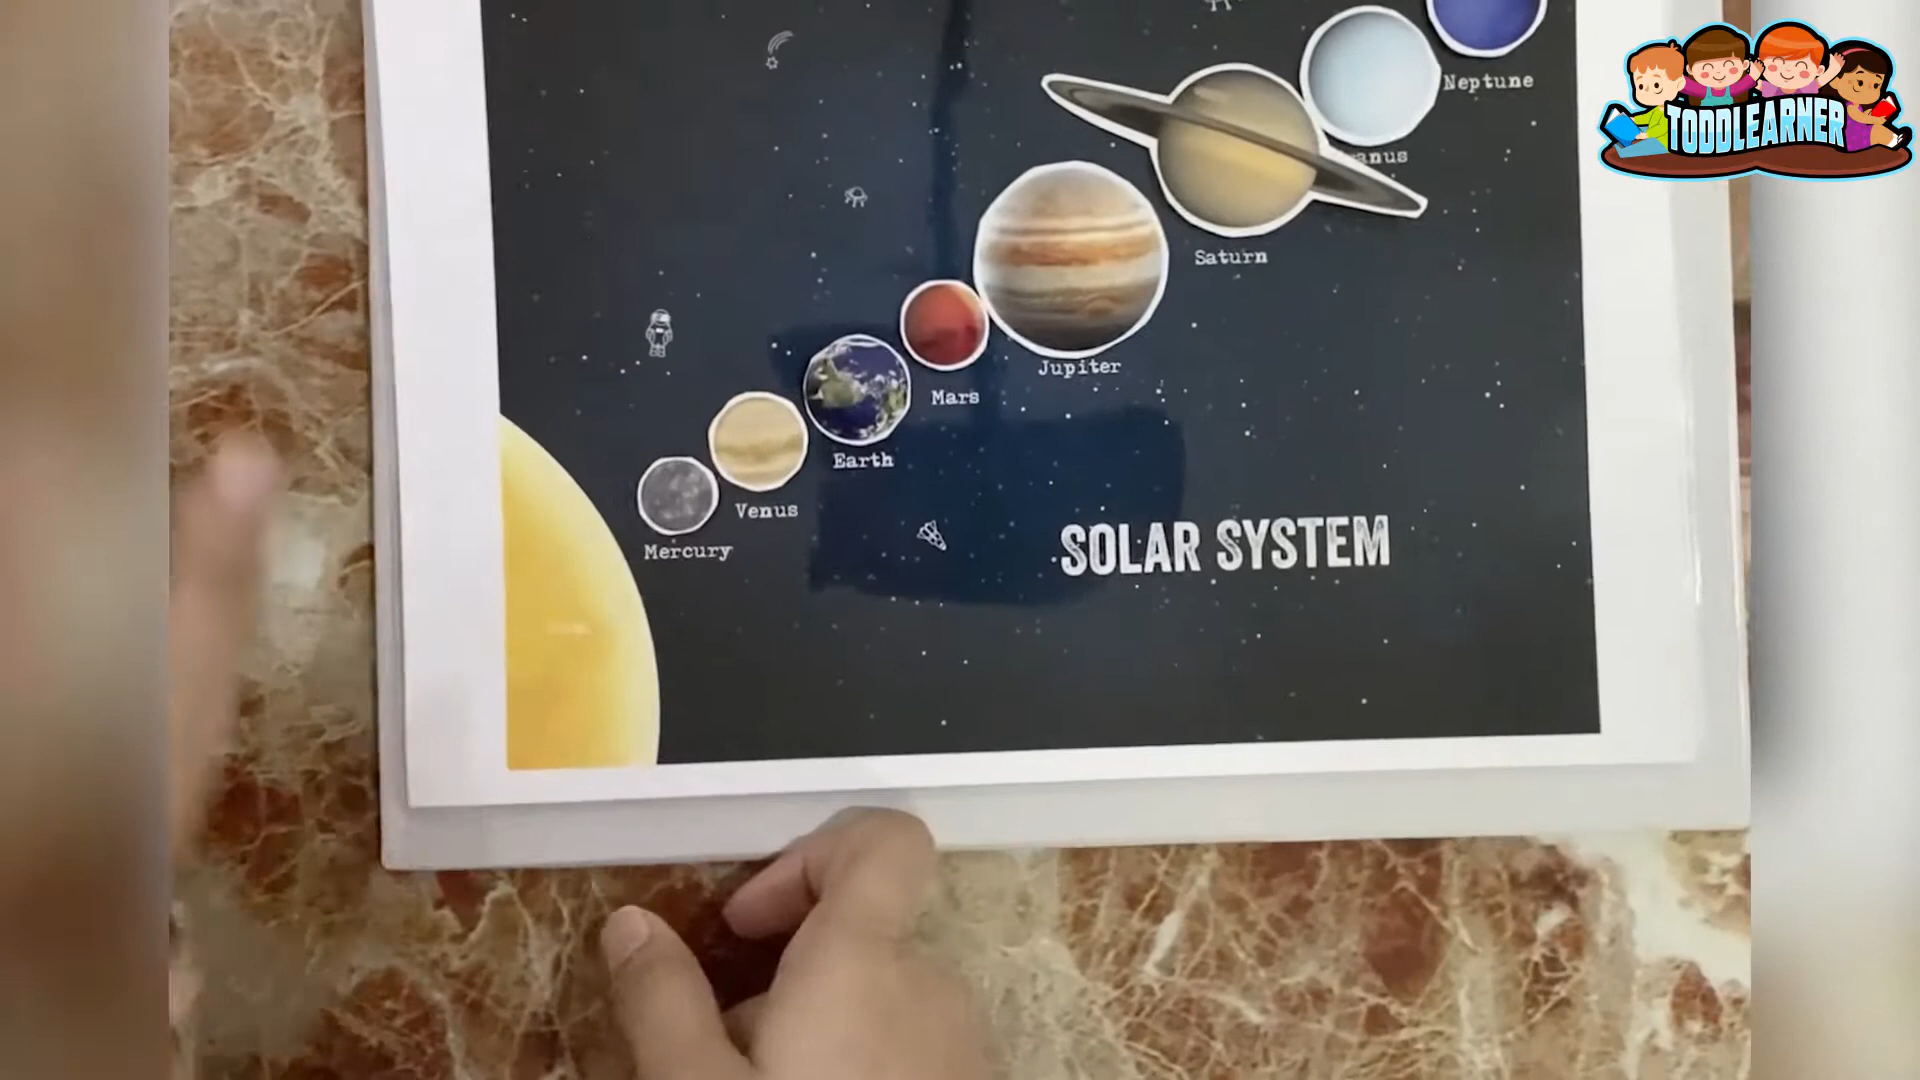 TODDLEARNER
Neptune
Saturn
Jupiter
Mars
Earth
Venus
Mercury
SOLAR SYSTEM